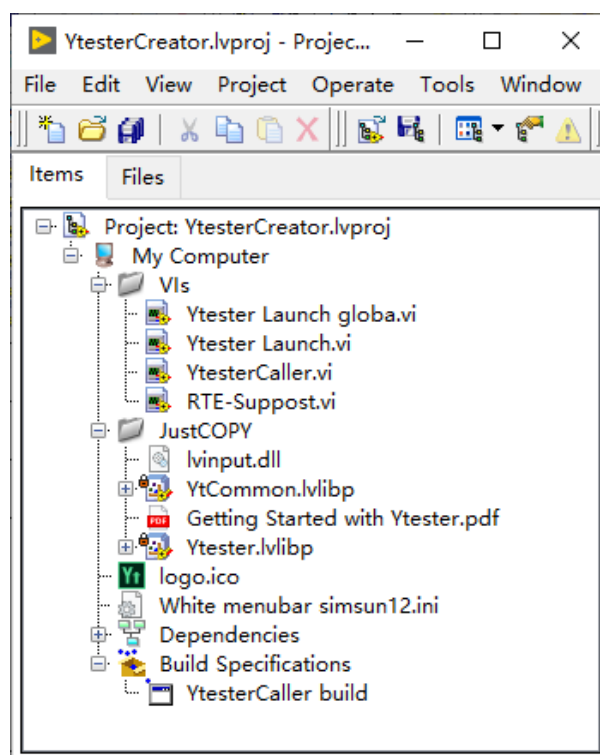 YtesterCreator.lvproj - Projec...
File Edit View Project Operate Tools Window
Items Files
Project: YtesterCreator.lvproj
My Computer
VIs
Ytester Launch globa.vi
Ytester Launch.vi
YtesterCaller.vi
RTE-Suppost.vi
JustCOPY
lvinput.dll
YtCommon.lvlibp
PDF Getting Started with Ytester.pdf
Ytester.lvlibp
Yt logo.ico
White menubar simsun12.ini
Dependencies
Build Specifications
YtesterCaller build